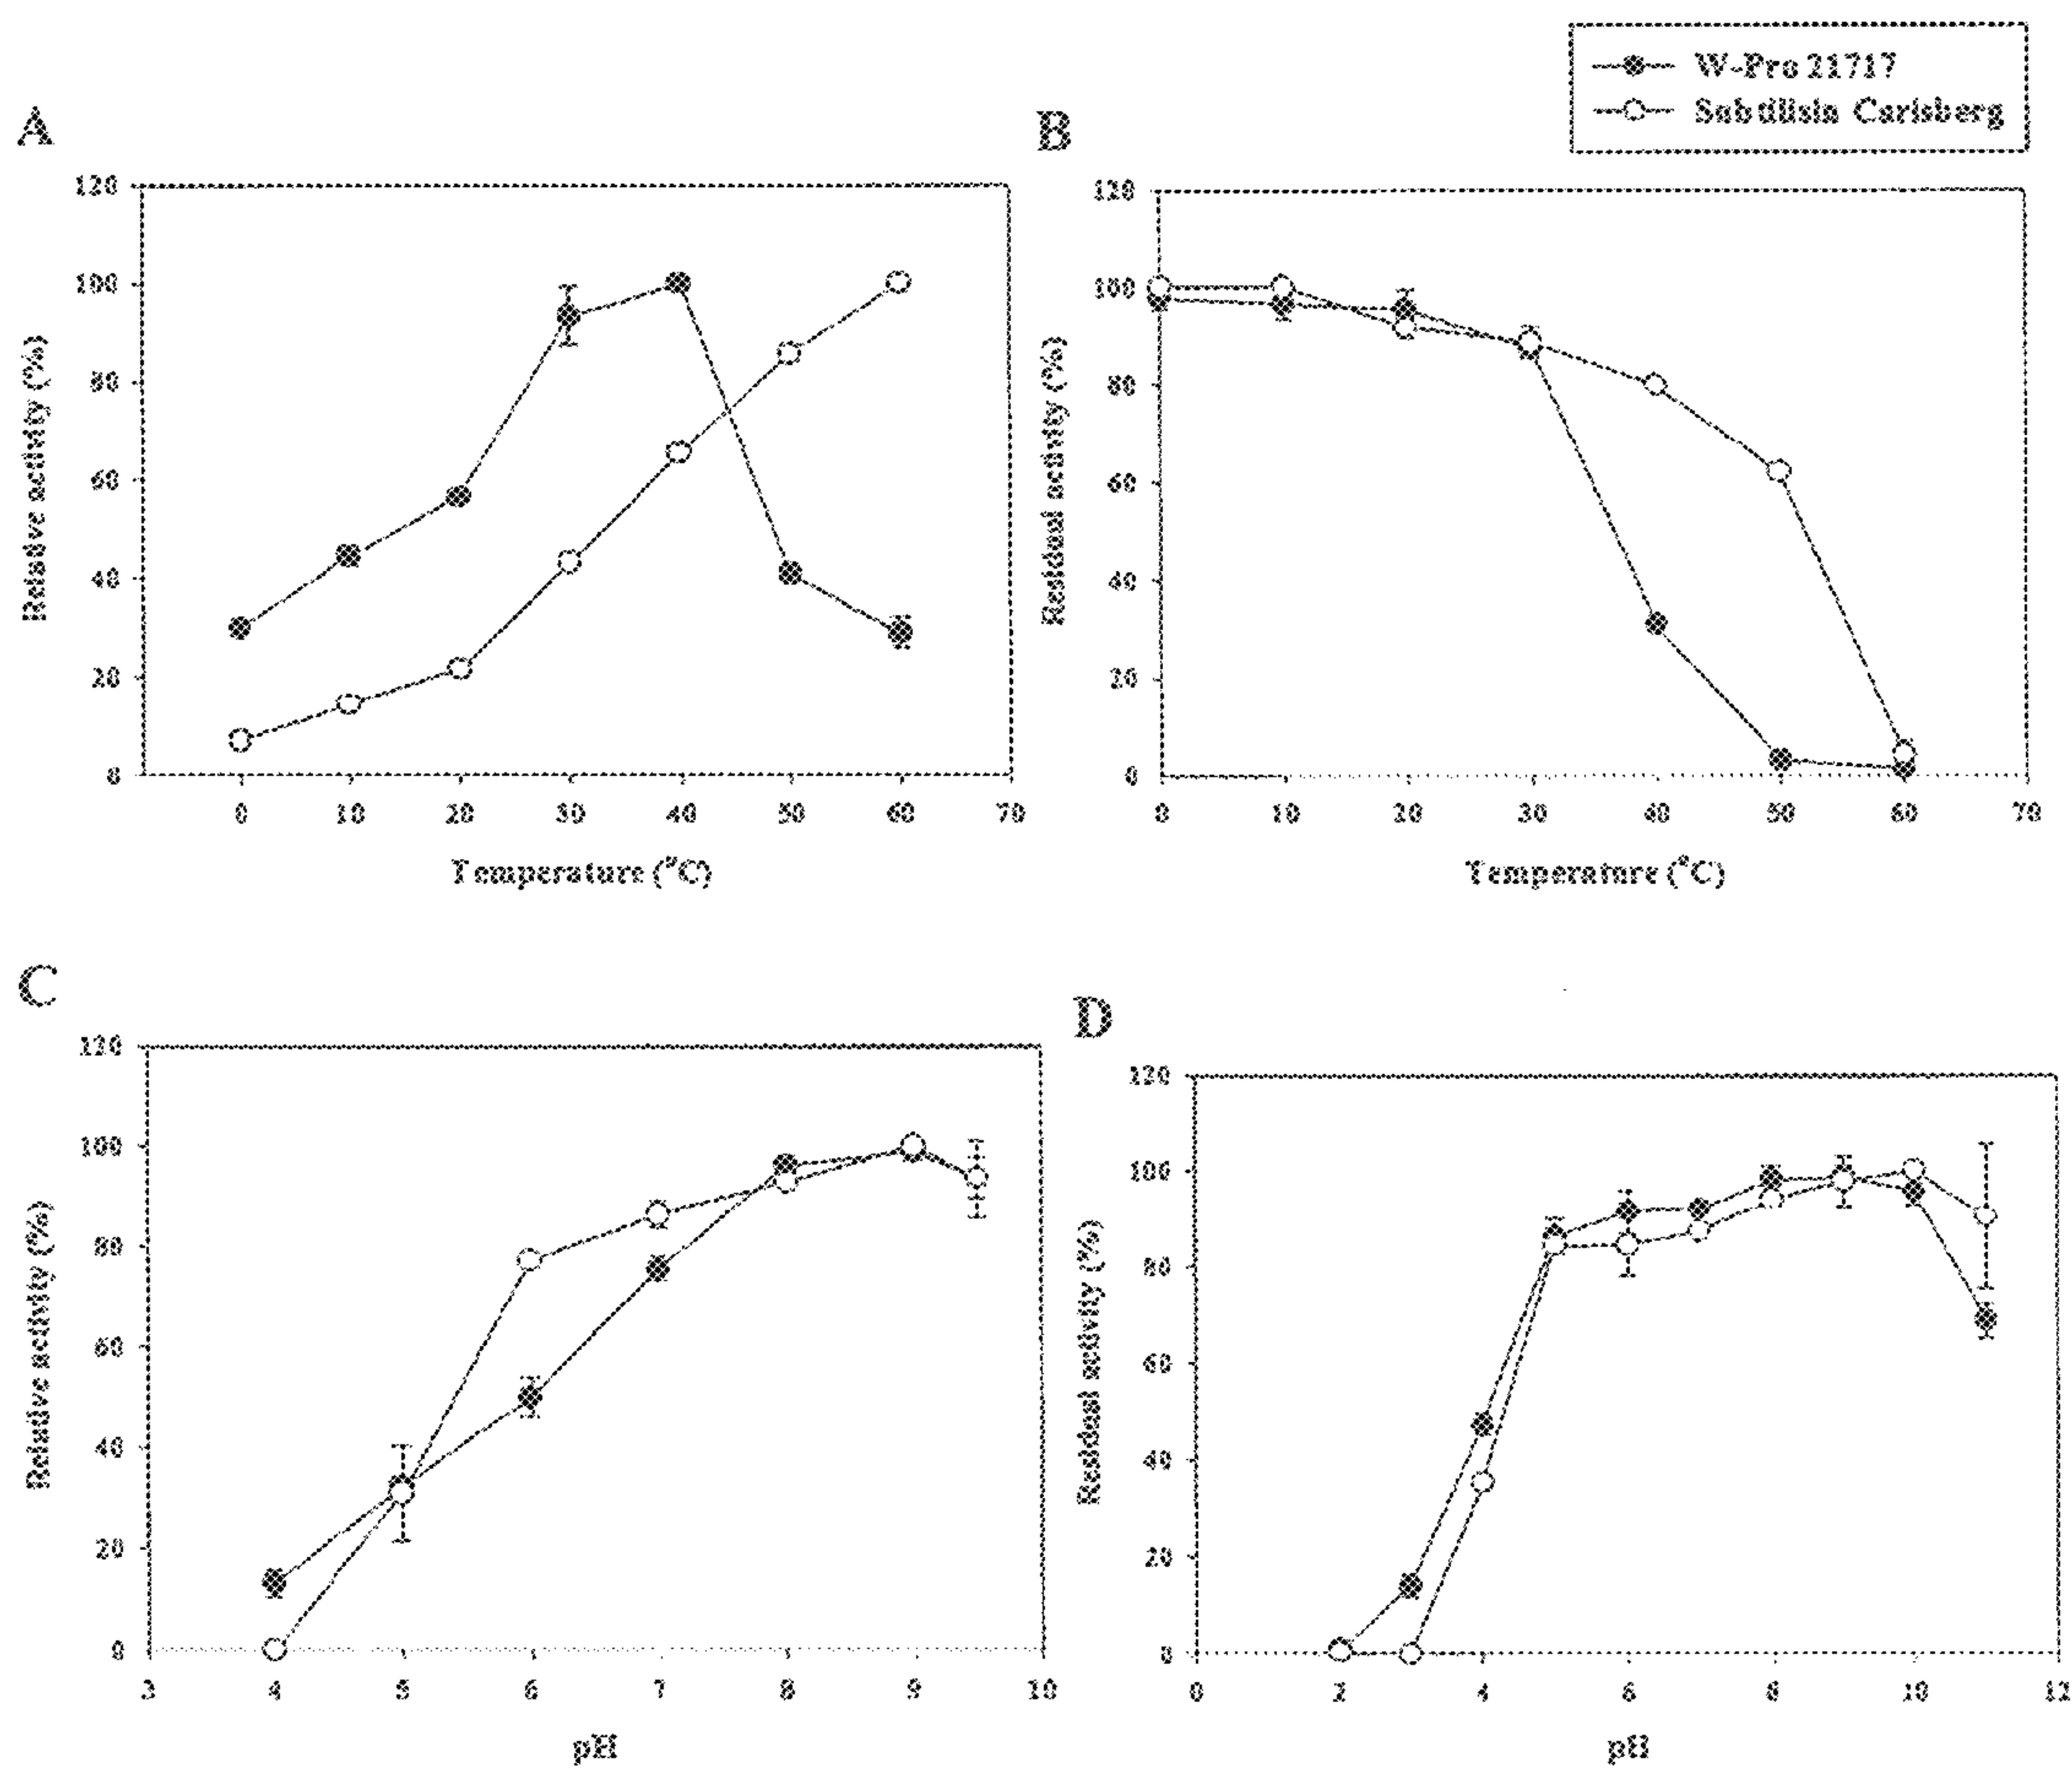 W-Pro 21717
Subtilisin Carlsberg
A
120
100
80
60
40
20
0
Relative activity (%)
0 10 20 30 40 50 60 70
Temperature (°C)
B
120
100
80
60
40
20
0
Residual activity (%)
0 10 20 30 40 50 60 70
Temperature (°C)
C
120
100
80
60
40
20
0
Relative activity (%)
3 4 5 6 7 8 9 10
pH
D
120
100
80
60
40
20
0
Residual activity (%)
0 2 4 6 8 10 12
pH